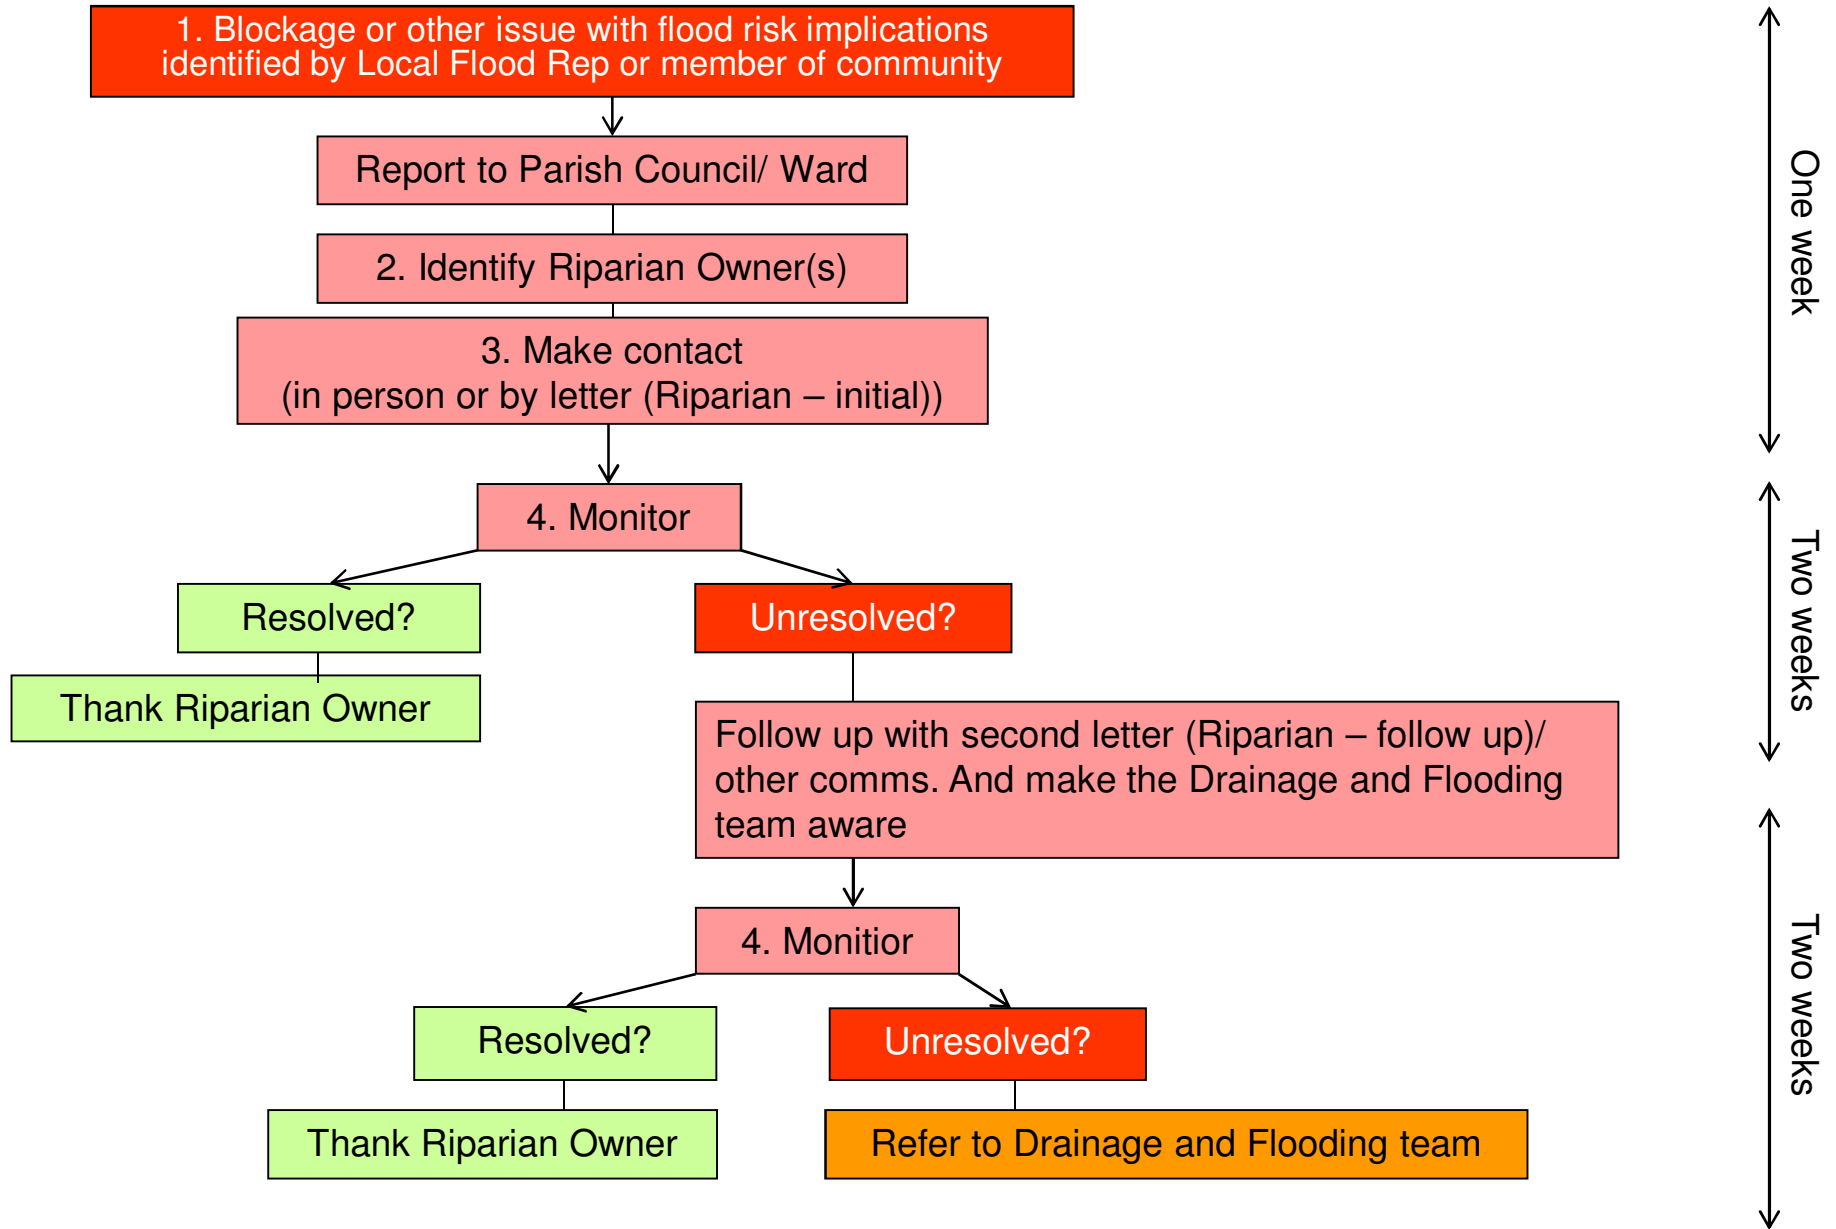 1. Blockage or other issue with flood risk implications
identified by Local Flood Rep or member of community
Report to Parish Council/ Ward
2. Identify Riparian Owner(s)
3. Make contact
(in person or by letter (Riparian – initial))
One week
4. Monitor
Resolved?
Unresolved?
Thank Riparian Owner
Follow up with second letter (Riparian – follow up)/
other comms. And make the Drainage and Flooding
team aware
Two weeks
4. Monitior
Resolved?
Unresolved?
Thank Riparian Owner
Refer to Drainage and Flooding team
Two weeks